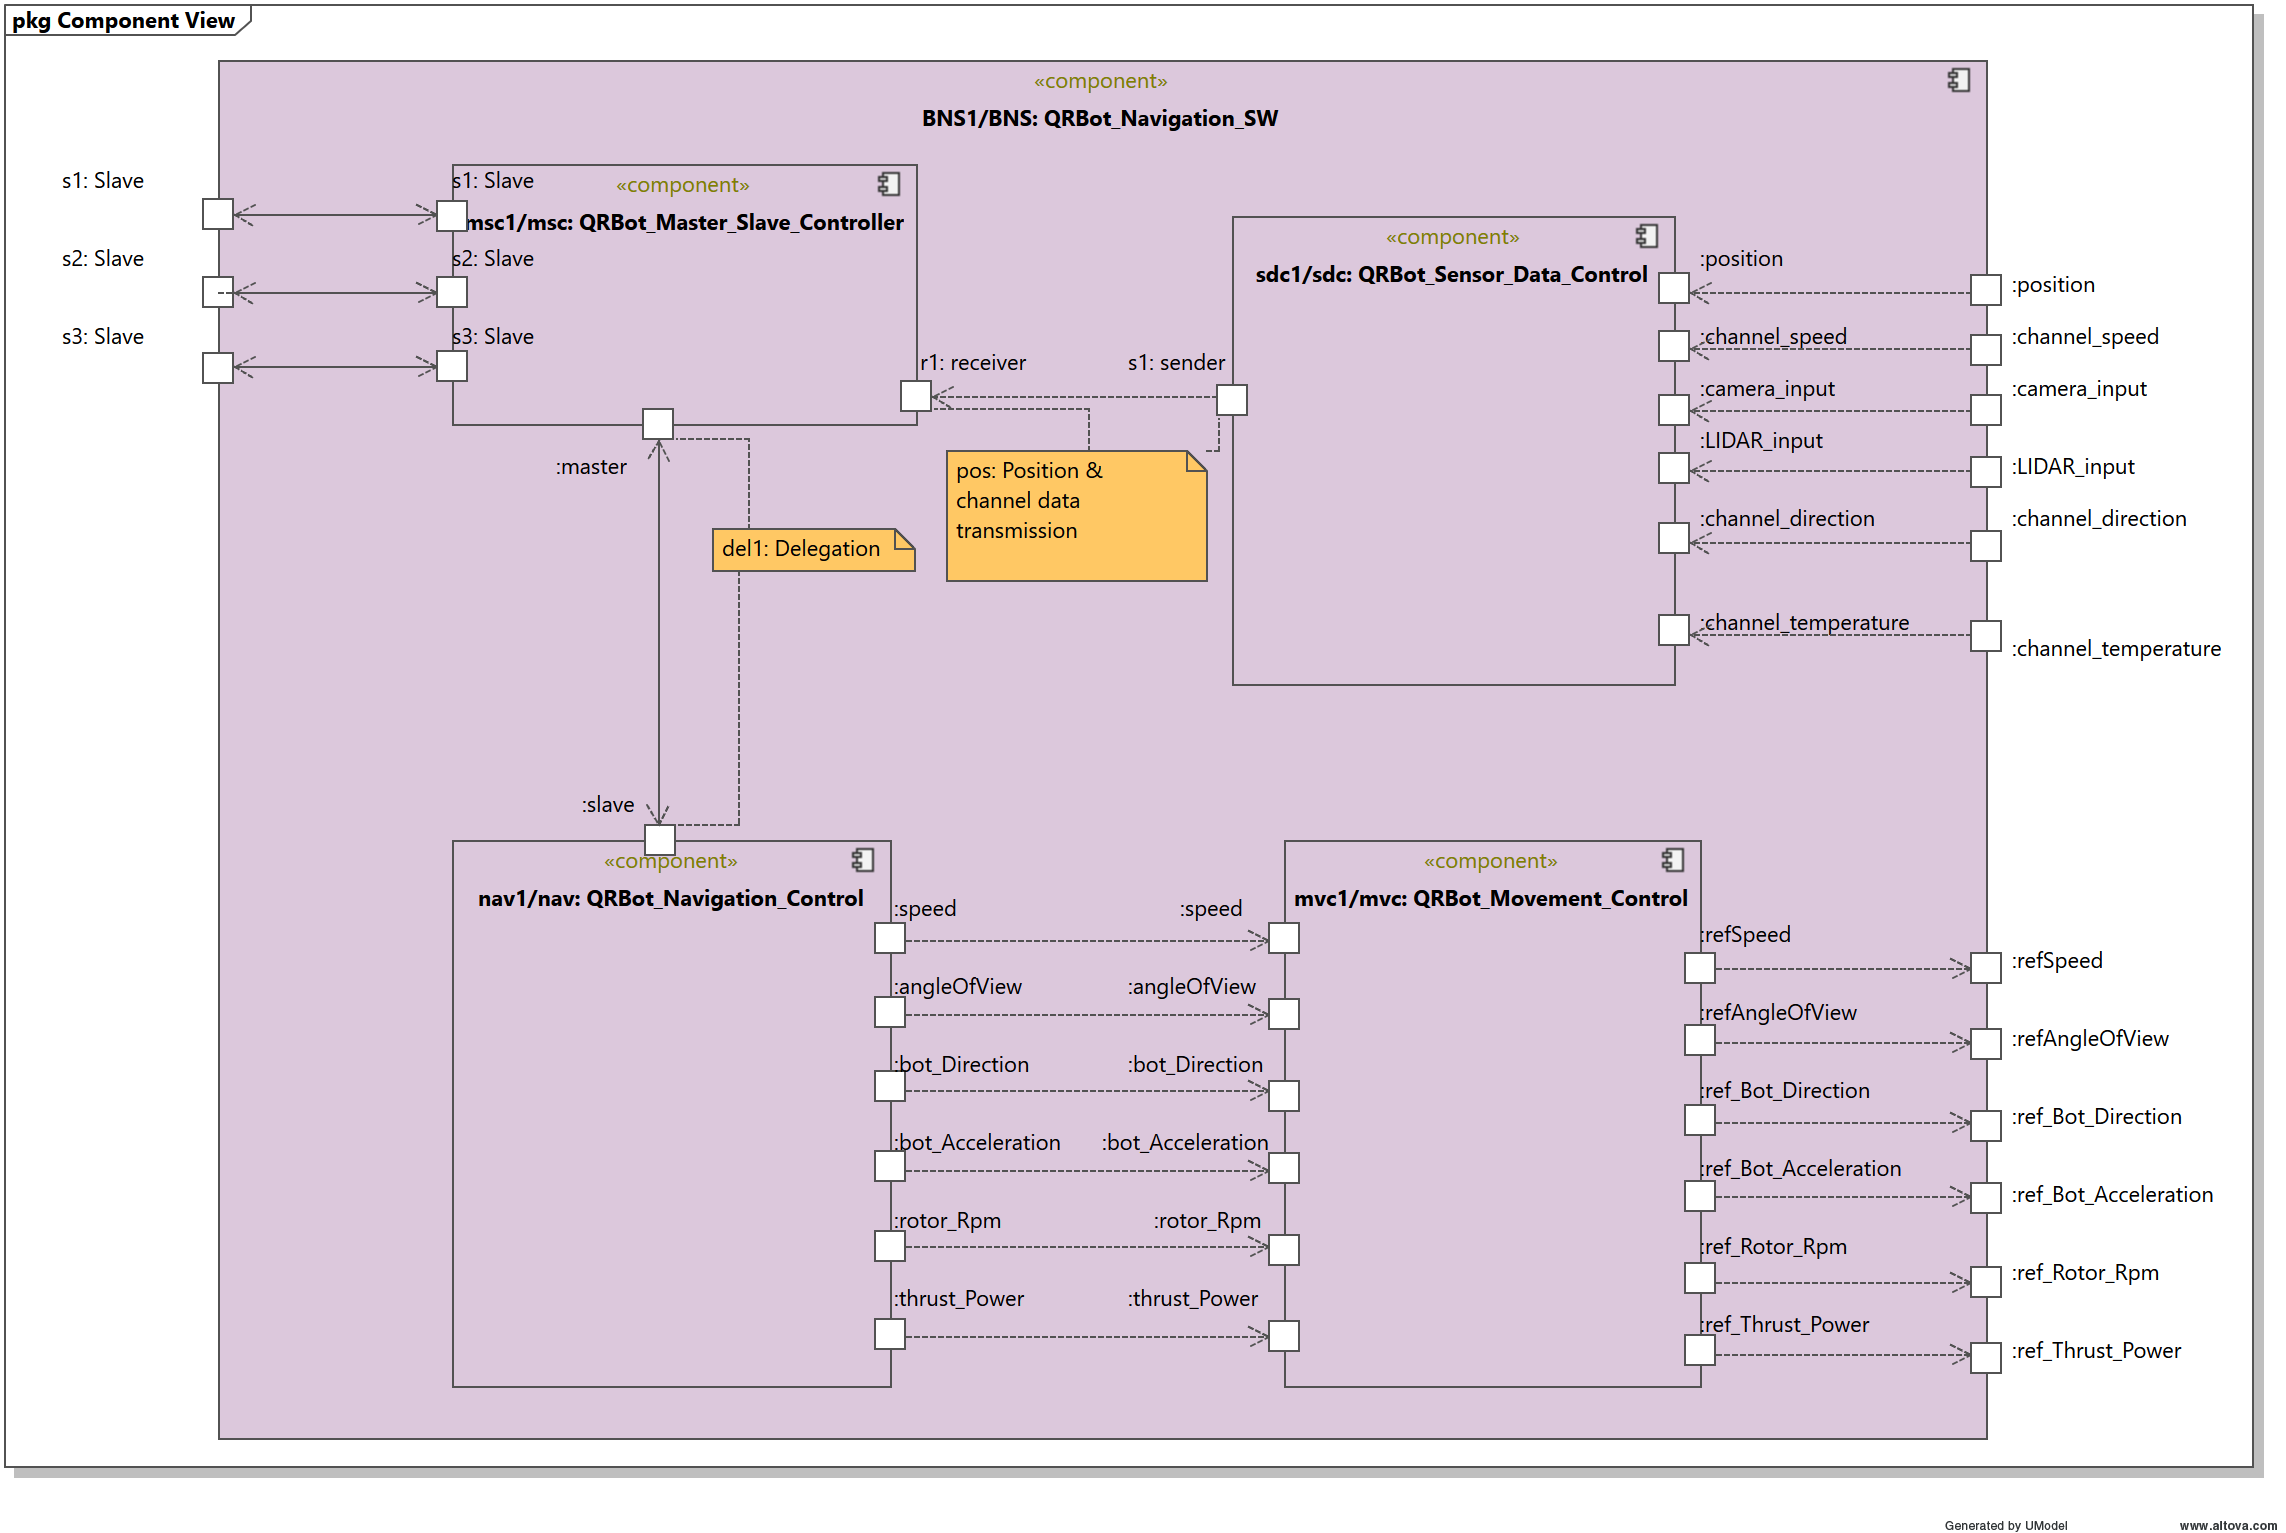 pkg Component View
«component»
BNS1/BNS: QRBot_Navigation_SW
s1: Slave
s2: Slave
s3: Slave
s1: Slave
«component»
msc1/msc: QRBot_Master_Slave_Controller
s2: Slave
s3: Slave
r1: receiver
s1: sender
:master
«component»
sdc1/sdc: QRBot_Sensor_Data_Control
:position
:channel_speed
:camera_input
:LIDAR_input
:channel_direction
:channel_temperature
:position
:channel_speed
:camera_input
:LIDAR_input
:channel_direction
:channel_temperature
pos: Position &
channel data
transmission
del1: Delegation
:slave
«component»
nav1/nav: QRBot_Navigation_Control
:speed
:angleOfView
:bot_Direction
:bot_Acceleration
:rotor_Rpm
:thrust_Power
:speed
:angleOfView
:bot_Direction
:bot_Acceleration
:rotor_Rpm
:thrust_Power
«component»
mvc1/mvc: QRBot_Movement_Control
:refSpeed
:refAngleOfView
:ref_Bot_Direction
:ref_Bot_Acceleration
:ref_Rotor_Rpm
:ref_Thrust_Power
:refSpeed
:refAngleOfView
:ref_Bot_Direction
:ref_Bot_Acceleration
:ref_Rotor_Rpm
:ref_Thrust_Power
Generated by UModel
www.altova.com